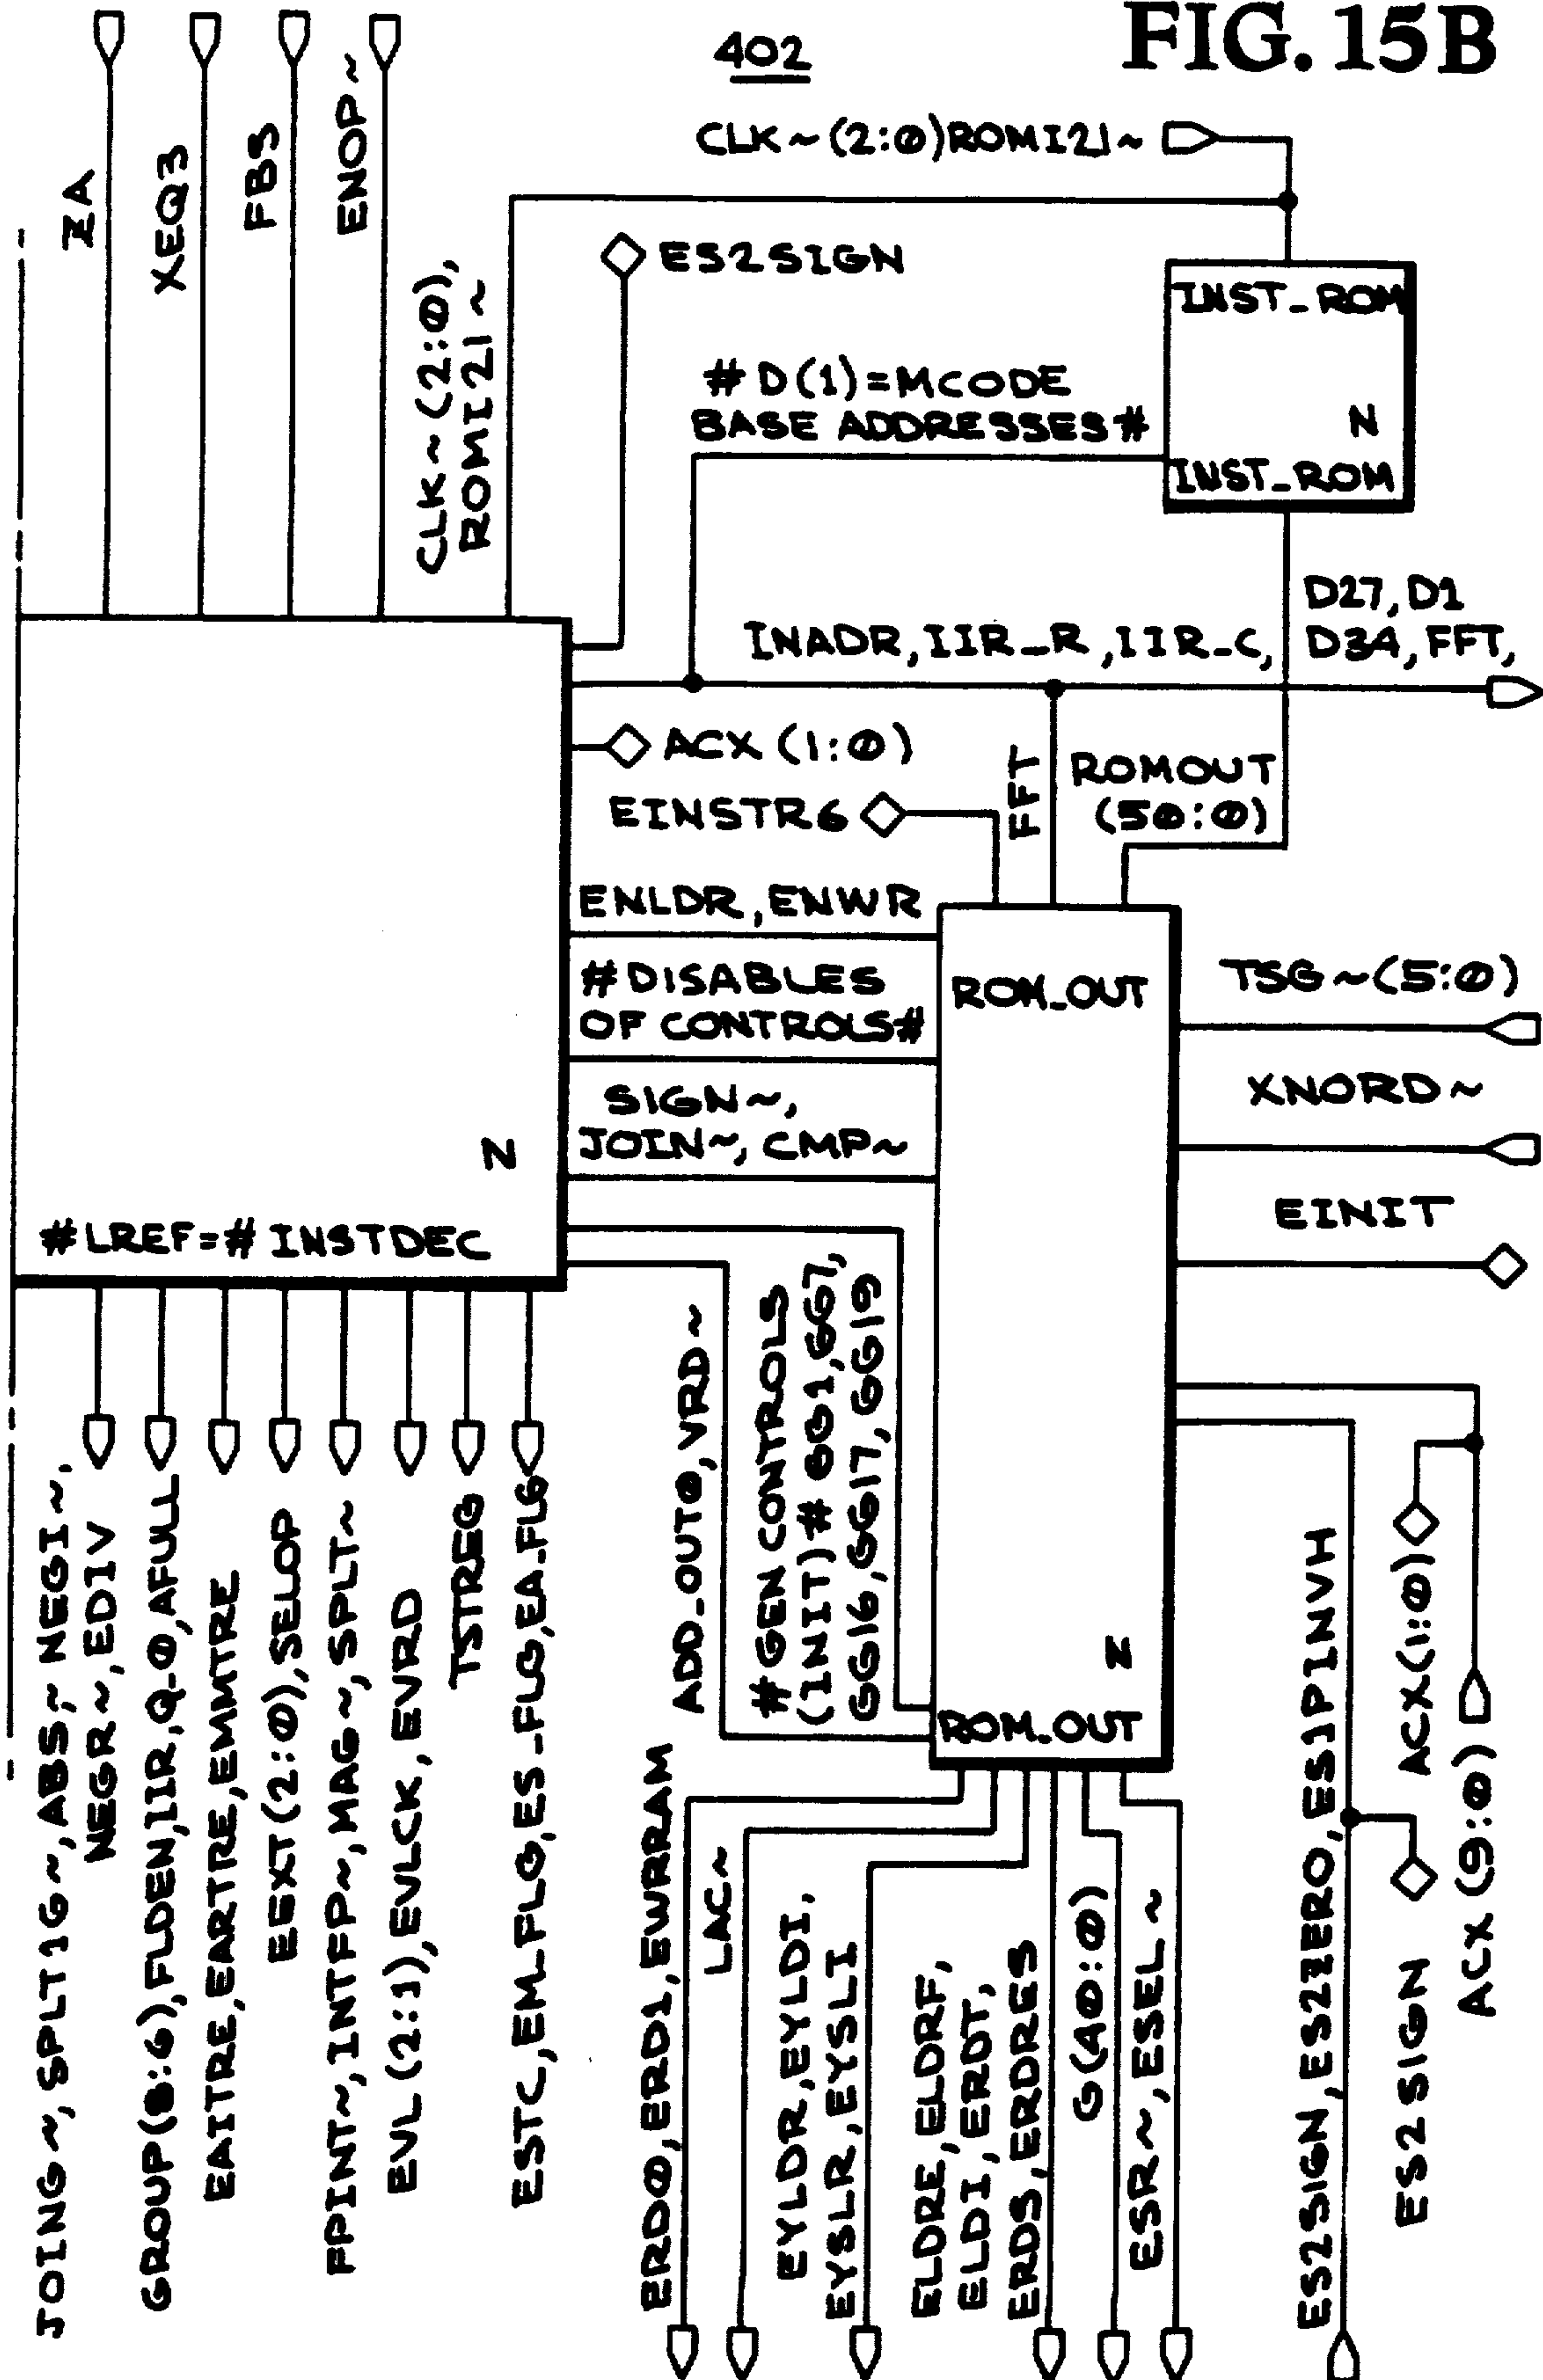 FIG. 15B
402
CLK~(2:0)ROMI21~
ZA
XEQ3
FBS
ENOP~
CLK~(2:0),
ROMI21~
ES2SIGN
INST_ROM
N
INST_ROM
#D(1)=MCODE
BASE ADDRESSES#
D27,D1
INADR,IIR_R,IIR_C, D34,FFT,
ACX(1:0)
EINSTR6
FFT
ROMOUT
(50:0)
ENLDR,ENWR
#DISABLES
OF CONTROLS#
SIGN~,
JOIN~,CMP~
N
#LREF=#INSTDEC
ROM_OUT
TSG~(5:0)
XNORD~
EINIT
N
ROM_OUT
ADD_OUT0,VRD~
#GEN CONTROLS
(INIT)# GG1,GG7,
GG16,GG17,GG19
JOING~,SPLT16~,ABS~,NEGI~,
NEGR~,EDIV
GROUP(8:6),FLDEN,IIR,Q_0,AFULL
EAITRE,EARTRE,EMMTRE
EEXT(2:0),SELOP
FPINT~,INTFP~,MAG~,SPLT~
EVL(2:1),EVLCK,EVRD
TSTREG
ESTC,EM_FLG,ES_FLG,EA_FLG
ERD0,ERD1,EWRRAM
LAC~
EYLDR,EYLDI,
EYSLR,EYSLI
ELDRE,ELDRF,
ELDI,ERDT,
ERDS,ERDRES
G(40:0)
ESR~,ESEL~
ES2SIGN,ES2ZERO,ES1P1NVH
ACX(1:0)
ES2SIGN
ACX(9:0)